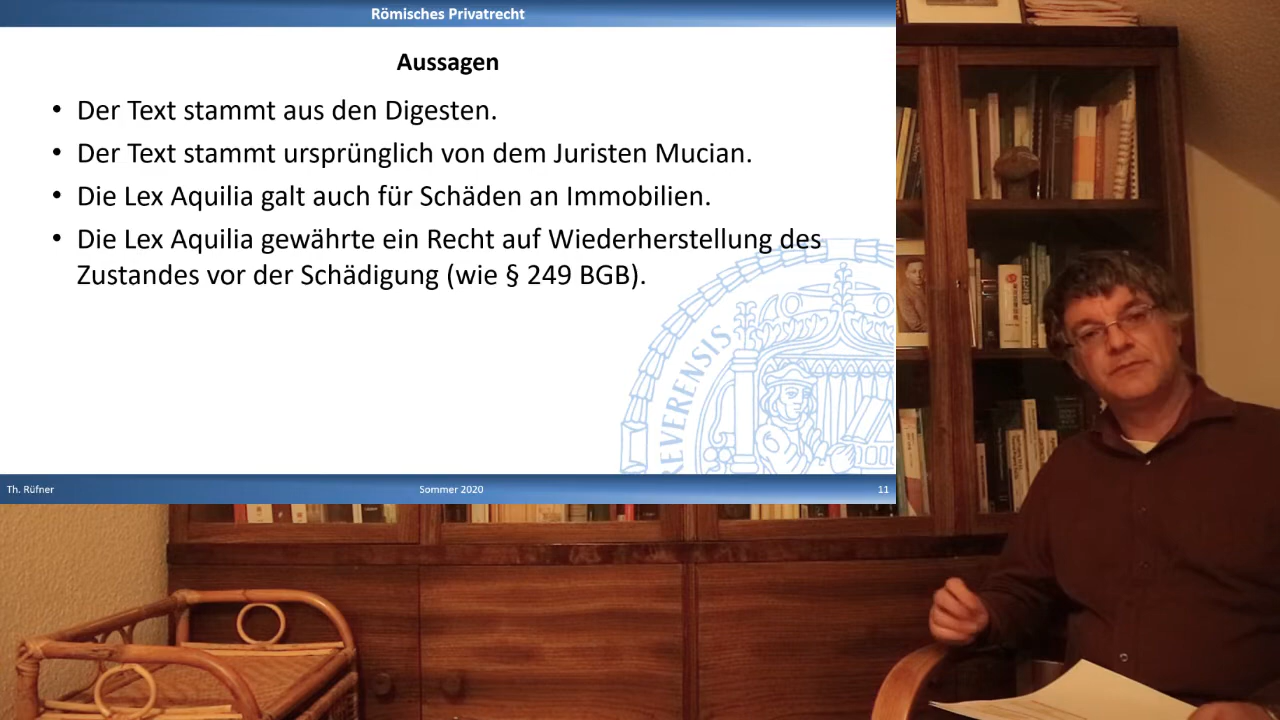 Römisches Privatrecht
Aussagen
• Der Text stammt aus den Digesten.
• Der Text stammt ursprünglich von dem Juristen Mucian.
• Die Lex Aquilia galt auch für Schäden an Immobilien.
• Die Lex Aquilia gewährte ein Recht auf Wiederherstellung des
Zustandes vor der Schädigung (wie § 249 BGB).
REVERENSIS
Th. Rüfner
Sommer 2020
11